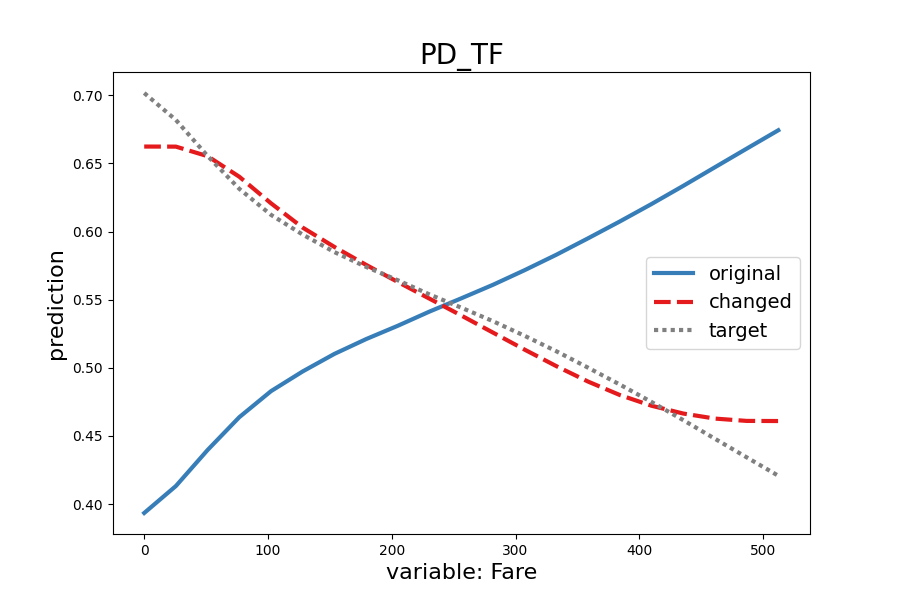 PD_TF
0.70
0.65
0.60
0.55
0.50
0.45
0.40
prediction
original
changed
target
0 100 200 300 400 500
variable: Fare